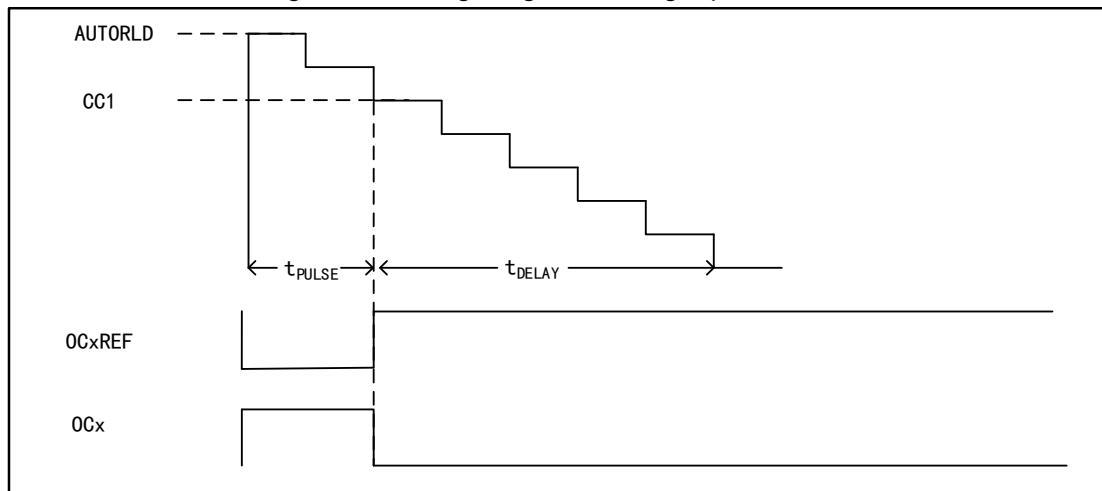 AUTORLD
CC1
tPULSE
tDELAY
OCxREF
OCx